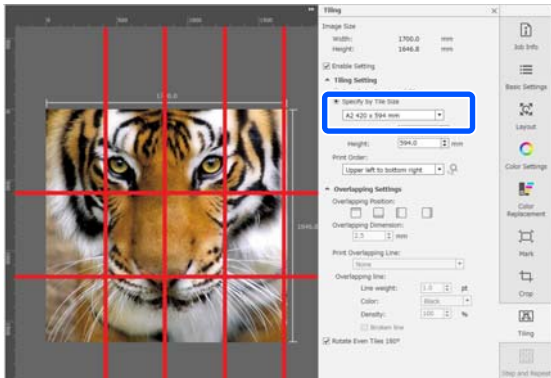 Tiling
Image Size
Width: 1700.0 mm
Height: 1646.8 mm
Enable Setting
Tiling Setting
Specify by Tile Size
A2 420 x 594 mm
Height: 594.0 mm
Print Order:
Upper left to bottom right
Overlapping Settings
Overlapping Position:
Overlapping Dimension:
2.5 mm
Print Overlapping Line:
None
Overlapping line:
Line weight: 1.0 pt
Color: Black
Density: 100 %
Broken line
Rotate Even Tiles 180°
Job Info
Basic Settings
Layout
Color Settings
Color
Replacement
Mark
Crop
Tiling
Step and Repeat